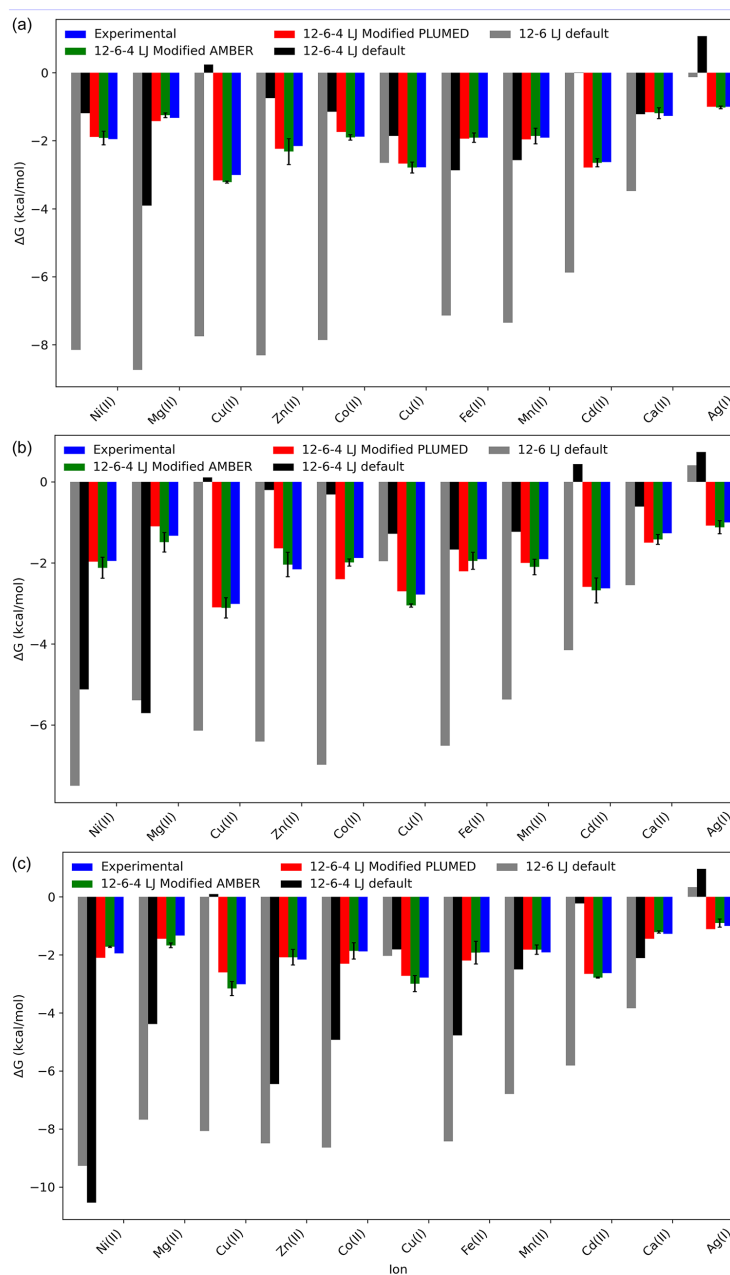 (a)
Experimental 12-6-4 LJ Modified PLUMED 12-6 LJ default
12-6-4 LJ Modified AMBER 12-6-4 LJ default
0
−2
−4
−6
−8
ΔG (kcal/mol)
Ni(II) Mg(II) Cu(II) Zn(II) Co(II) Cu(I) Fe(II) Mn(II) Cd(II) Ca(II) Ag(I)
(b)
Experimental 12-6-4 LJ Modified PLUMED 12-6 LJ default
12-6-4 LJ Modified AMBER 12-6-4 LJ default
0
−2
−4
−6
ΔG (kcal/mol)
Ni(II) Mg(II) Cu(II) Zn(II) Co(II) Cu(I) Fe(II) Mn(II) Cd(II) Ca(II) Ag(I)
(c)
Experimental 12-6-4 LJ Modified PLUMED 12-6 LJ default
12-6-4 LJ Modified AMBER 12-6-4 LJ default
0
−2
−4
−6
−8
−10
ΔG (kcal/mol)
Ni(II) Mg(II) Cu(II) Zn(II) Co(II) Cu(I) Fe(II) Mn(II) Cd(II) Ca(II) Ag(I)
Ion